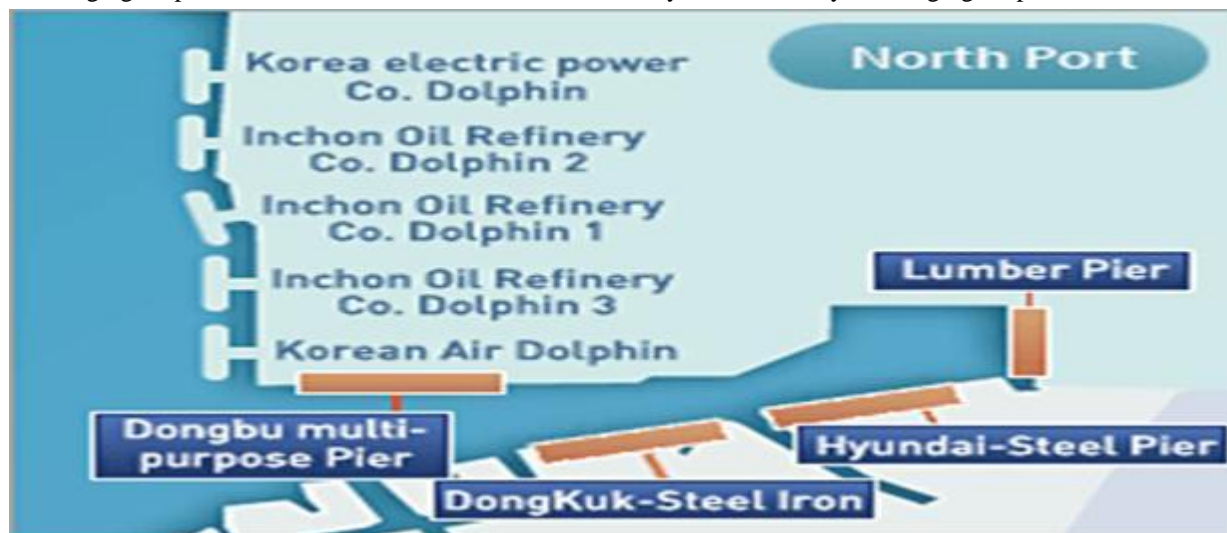 North Port
Korea electric power
Co. Dolphin
Inchon Oil Refinery
Co. Dolphin 2
Inchon Oil Refinery
Co. Dolphin 1
Inchon Oil Refinery
Co. Dolphin 3
Korean Air Dolphin
Lumber Pier
Dongbu multi-
purpose Pier
Hyundai-Steel Pier
DongKuk-Steel Iron